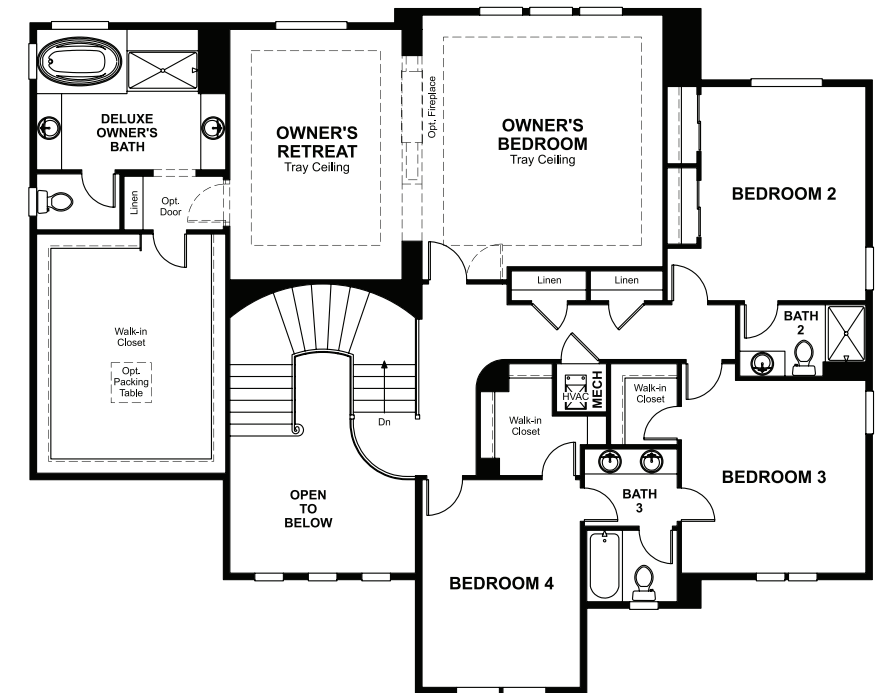 DELUXE
OWNER'S
BATH
OWNER'S
RETREAT
Tray Ceiling
Opt. Fireplace
OWNER'S
BEDROOM
Tray Ceiling
BEDROOM 2
Linen
Opt.
Door
Linen
Linen
Walk-in
Closet
Opt.
Packing
Table
BATH
2
Dn
HVAC
MECH
Walk-in
Closet
Walk-in
Closet
OPEN
TO
BELOW
BATH
3
BEDROOM 3
BEDROOM 4